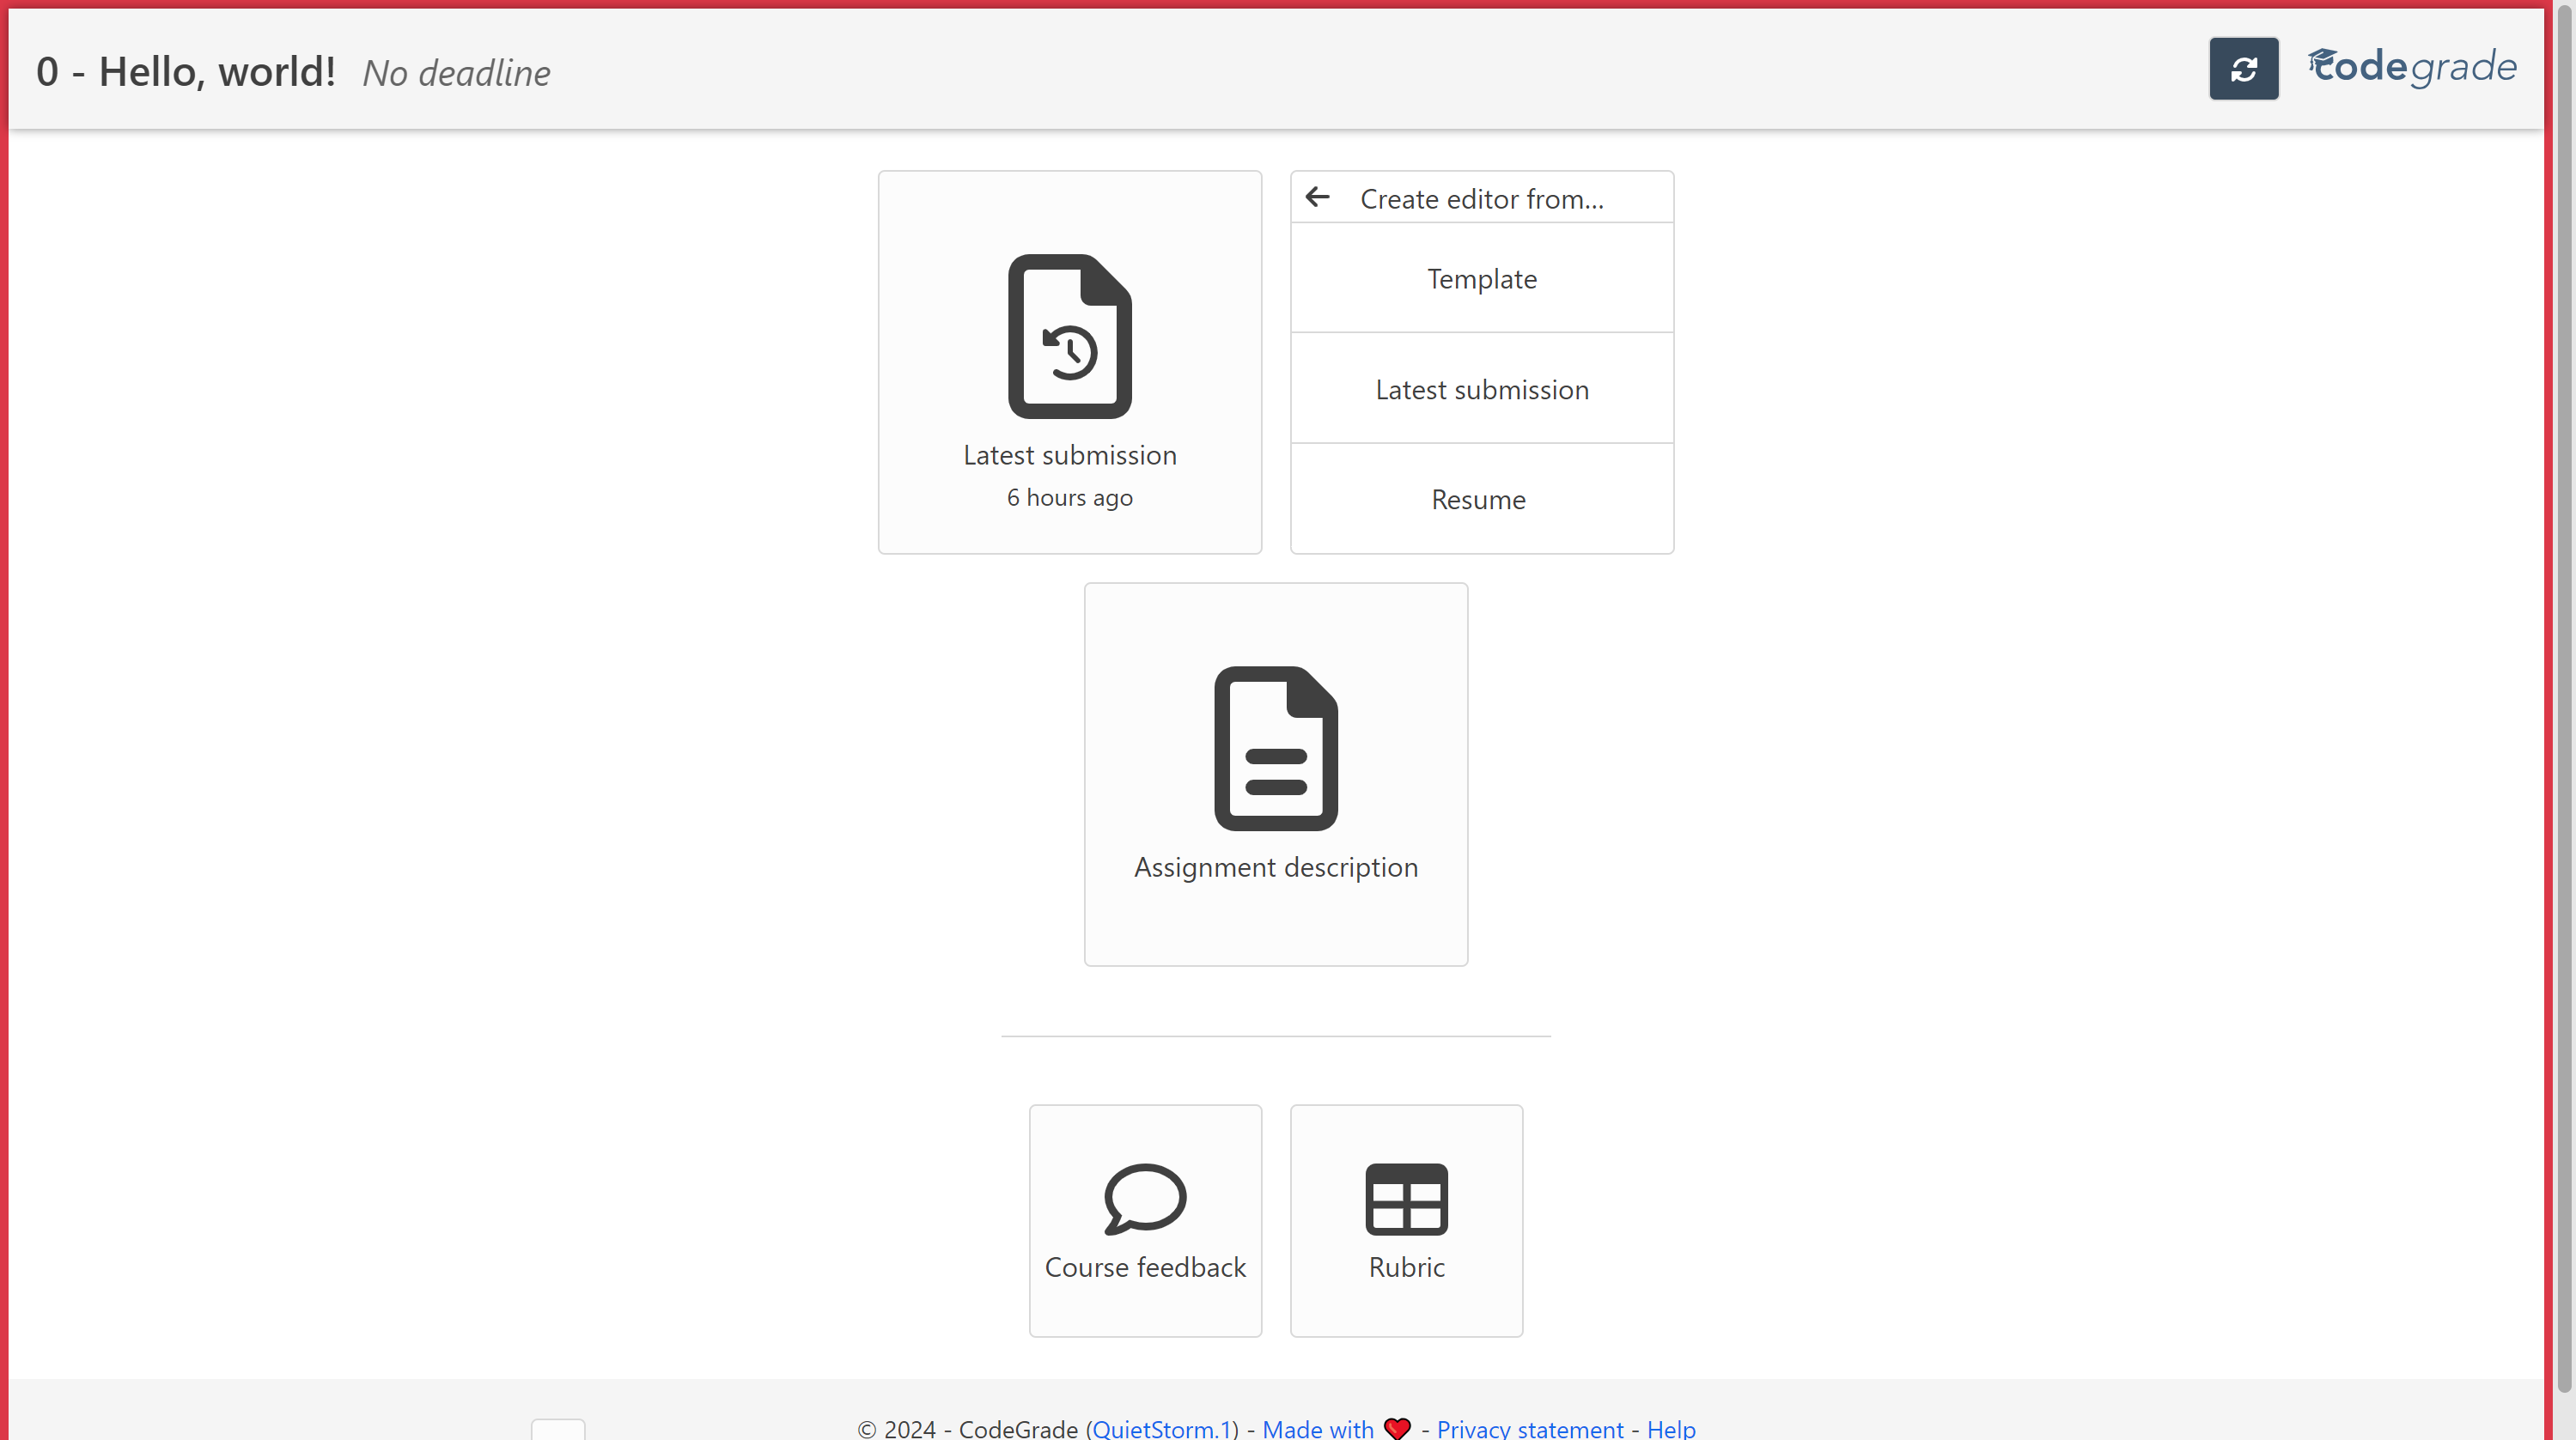 0 - Hello, world! No deadline
codegrade
Latest submission
6 hours ago
Create editor from...
Template
Latest submission
Resume
Assignment description
Course feedback
Rubric
© 2024 - CodeGrade (QuietStorm.1) - Made with ❤ - Privacy statement - Help